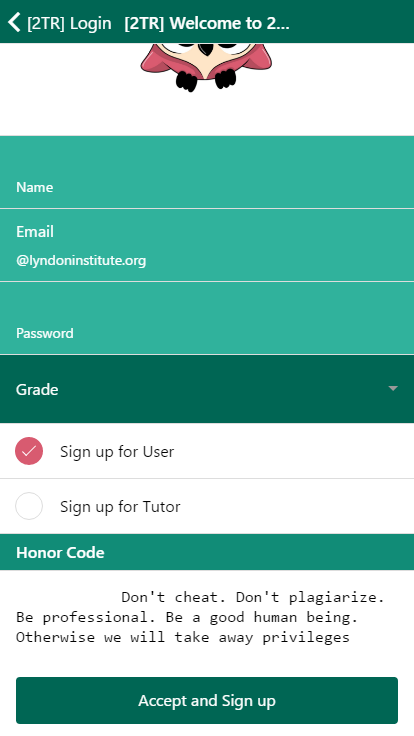 [2TR] Login [2TR] Welcome to 2...
Name
Email
@lyndoninstitute.org
Password
Grade
Sign up for User
Sign up for Tutor
Honor Code
Don't cheat. Don't plagiarize.
Be professional. Be a good human being.
Otherwise we will take away privileges
Accept and Sign up